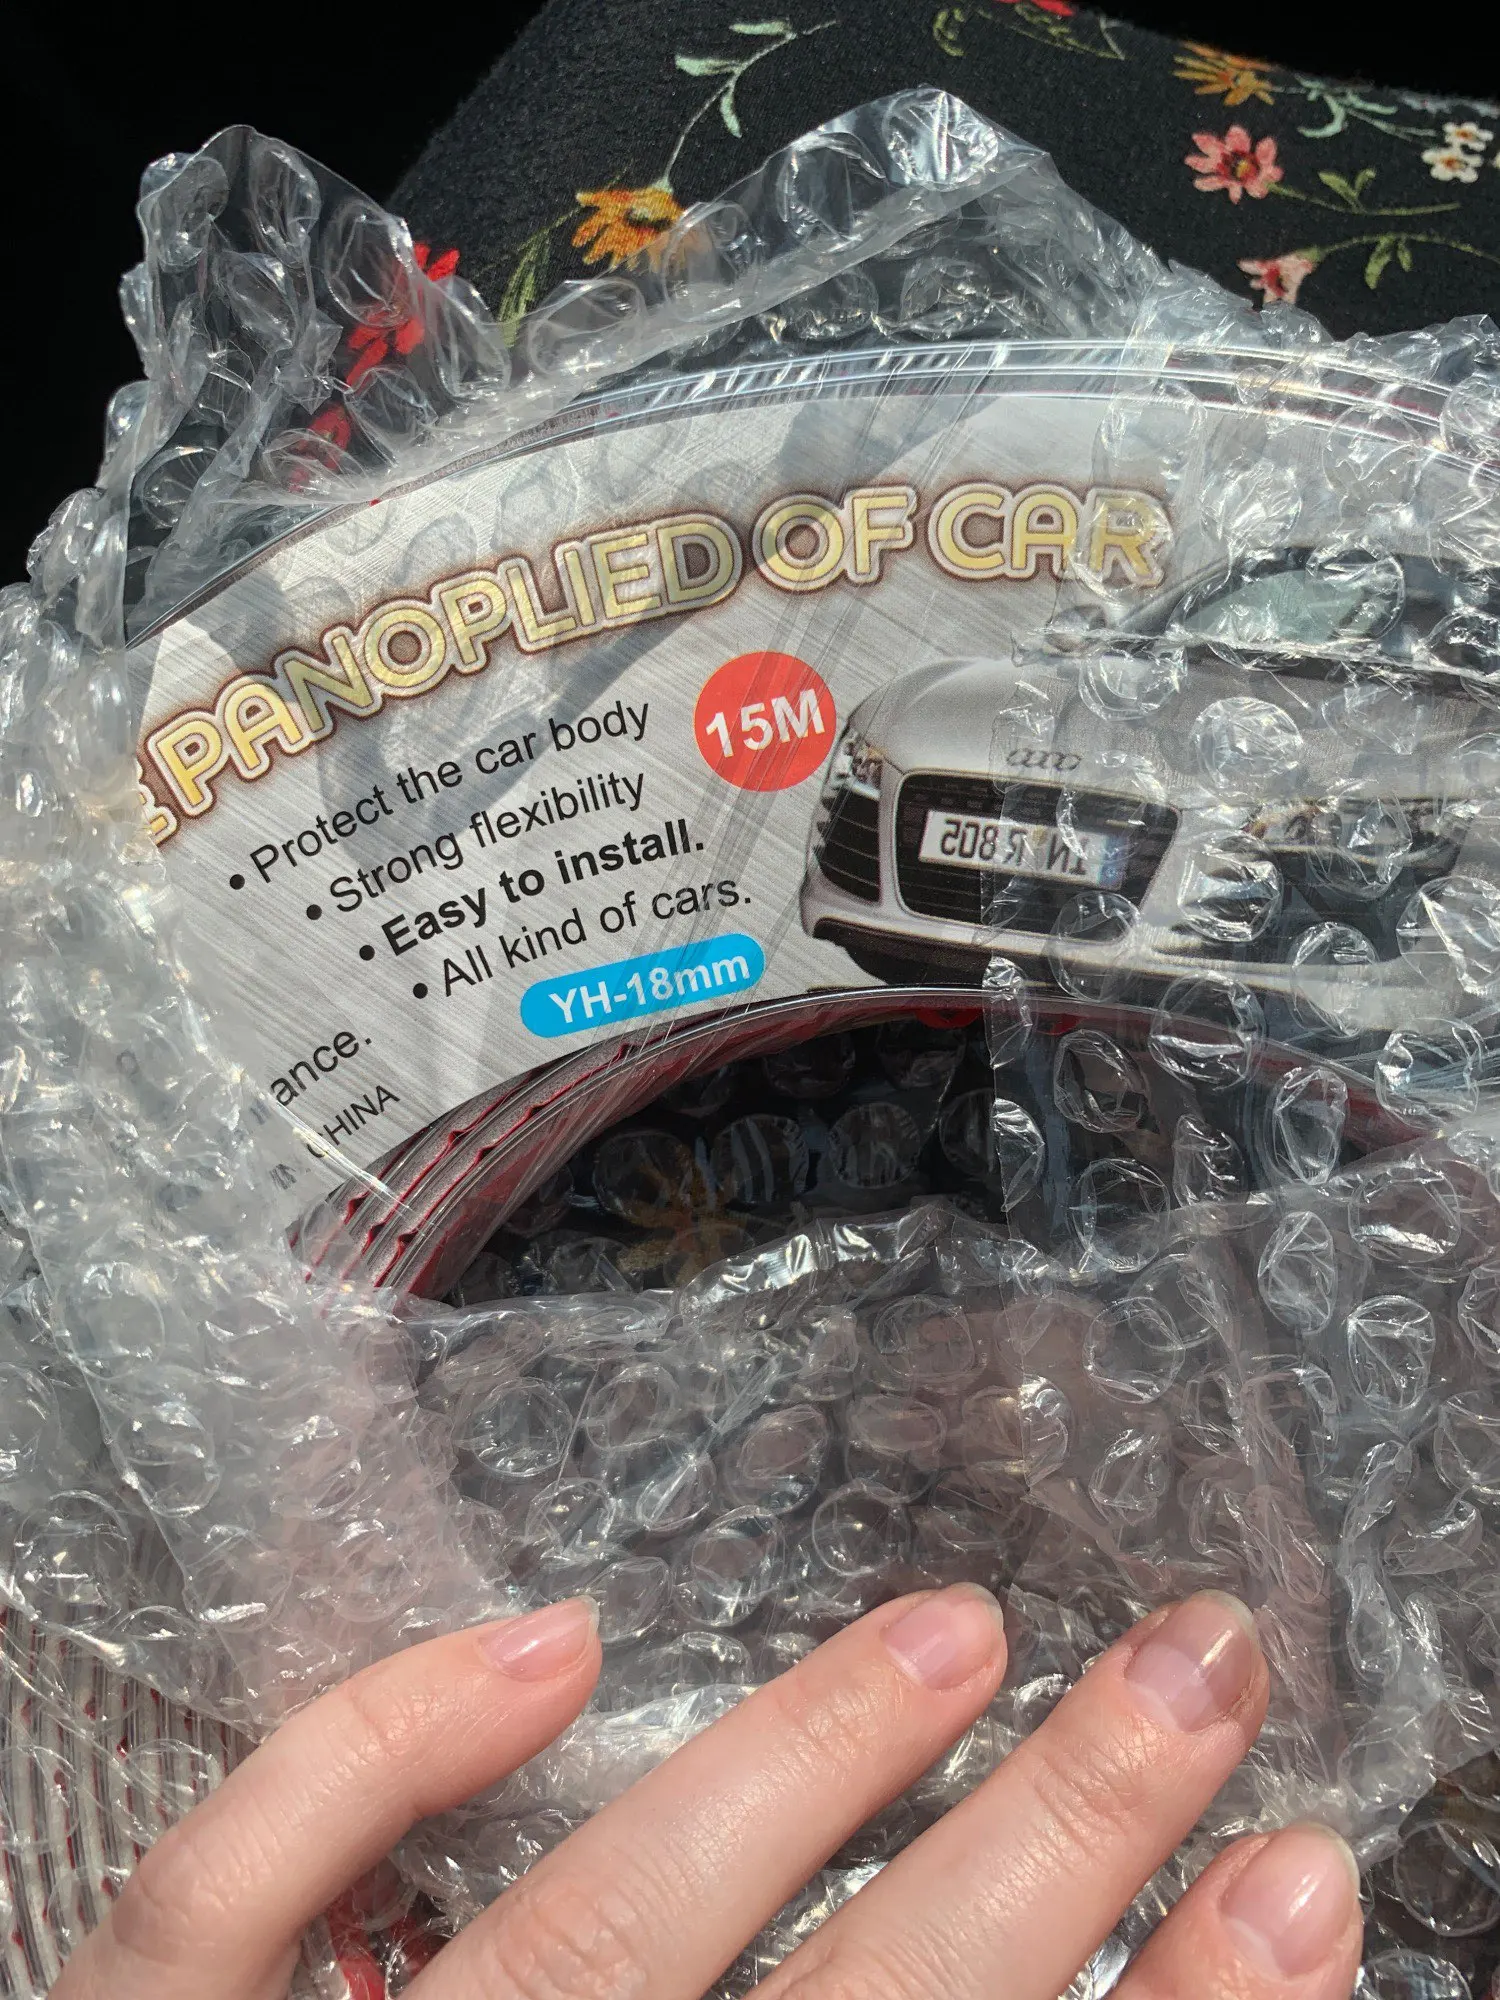 PANOPLIED OF CAR
15M
• Protect the car body
• Strong flexibility
• Easy to install.
• All kind of cars.
YH-18mm
CHINA